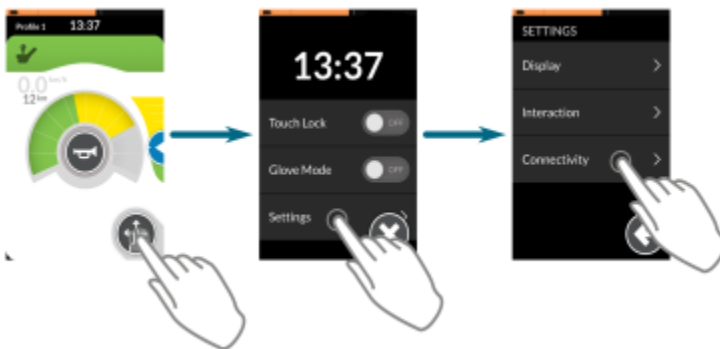 Profile 1 13:37
0.0 km/h
12 km
13:37
Touch Lock OFF
Glove Mode OFF
Settings
SETTINGS
Display
Interaction
Connectivity